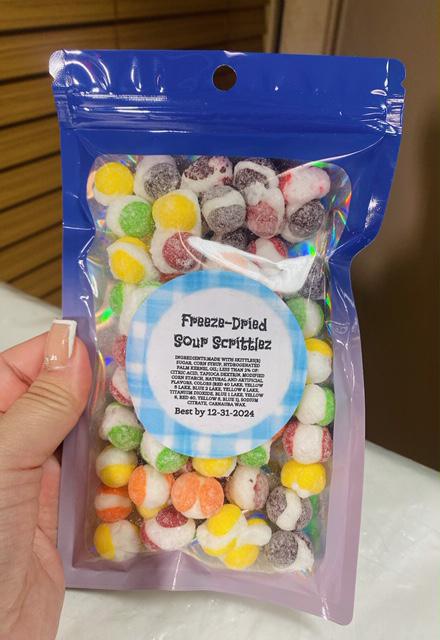 Freeze-Dried
Sour Scrittlez
INGREDIENTS:MADE WITH SKITTLES(R)
SUGAR, CORN SYRUP, HYDROGENATED
PALM KERNEL OIL; LESS THAN 2% OF:
CITRIC ACID, TAPIOCA DEXTRIN, MODIFIED
CORN STARCH, NATURAL AND ARTIFICIAL
FLAVORS, COLORS (RED 40 LAKE, YELLOW
5 LAKE, BLUE 2 LAKE, YELLOW 6 LAKE,
TITANIUM DIOXIDE, BLUE 1 LAKE, YELLOW
6, RED 40, YELLOW 5, BLUE 1), SODIUM
CITRATE, CARNAUBA WAX.
Best by 12-31-2024